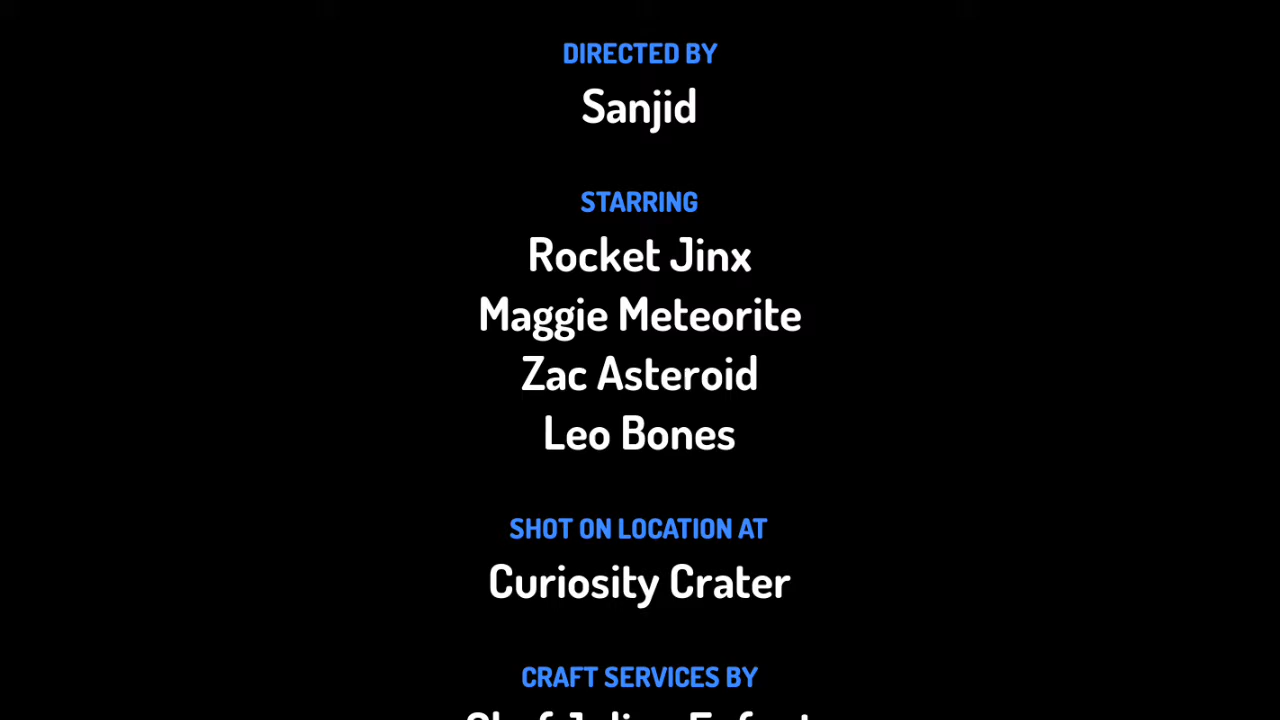 DIRECTED BY
Sanjid
STARRING
Rocket Jinx
Maggie Meteorite
Zac Asteroid
Leo Bones
SHOT ON LOCATION AT
Curiosity Crater
CRAFT SERVICES BY
Chef